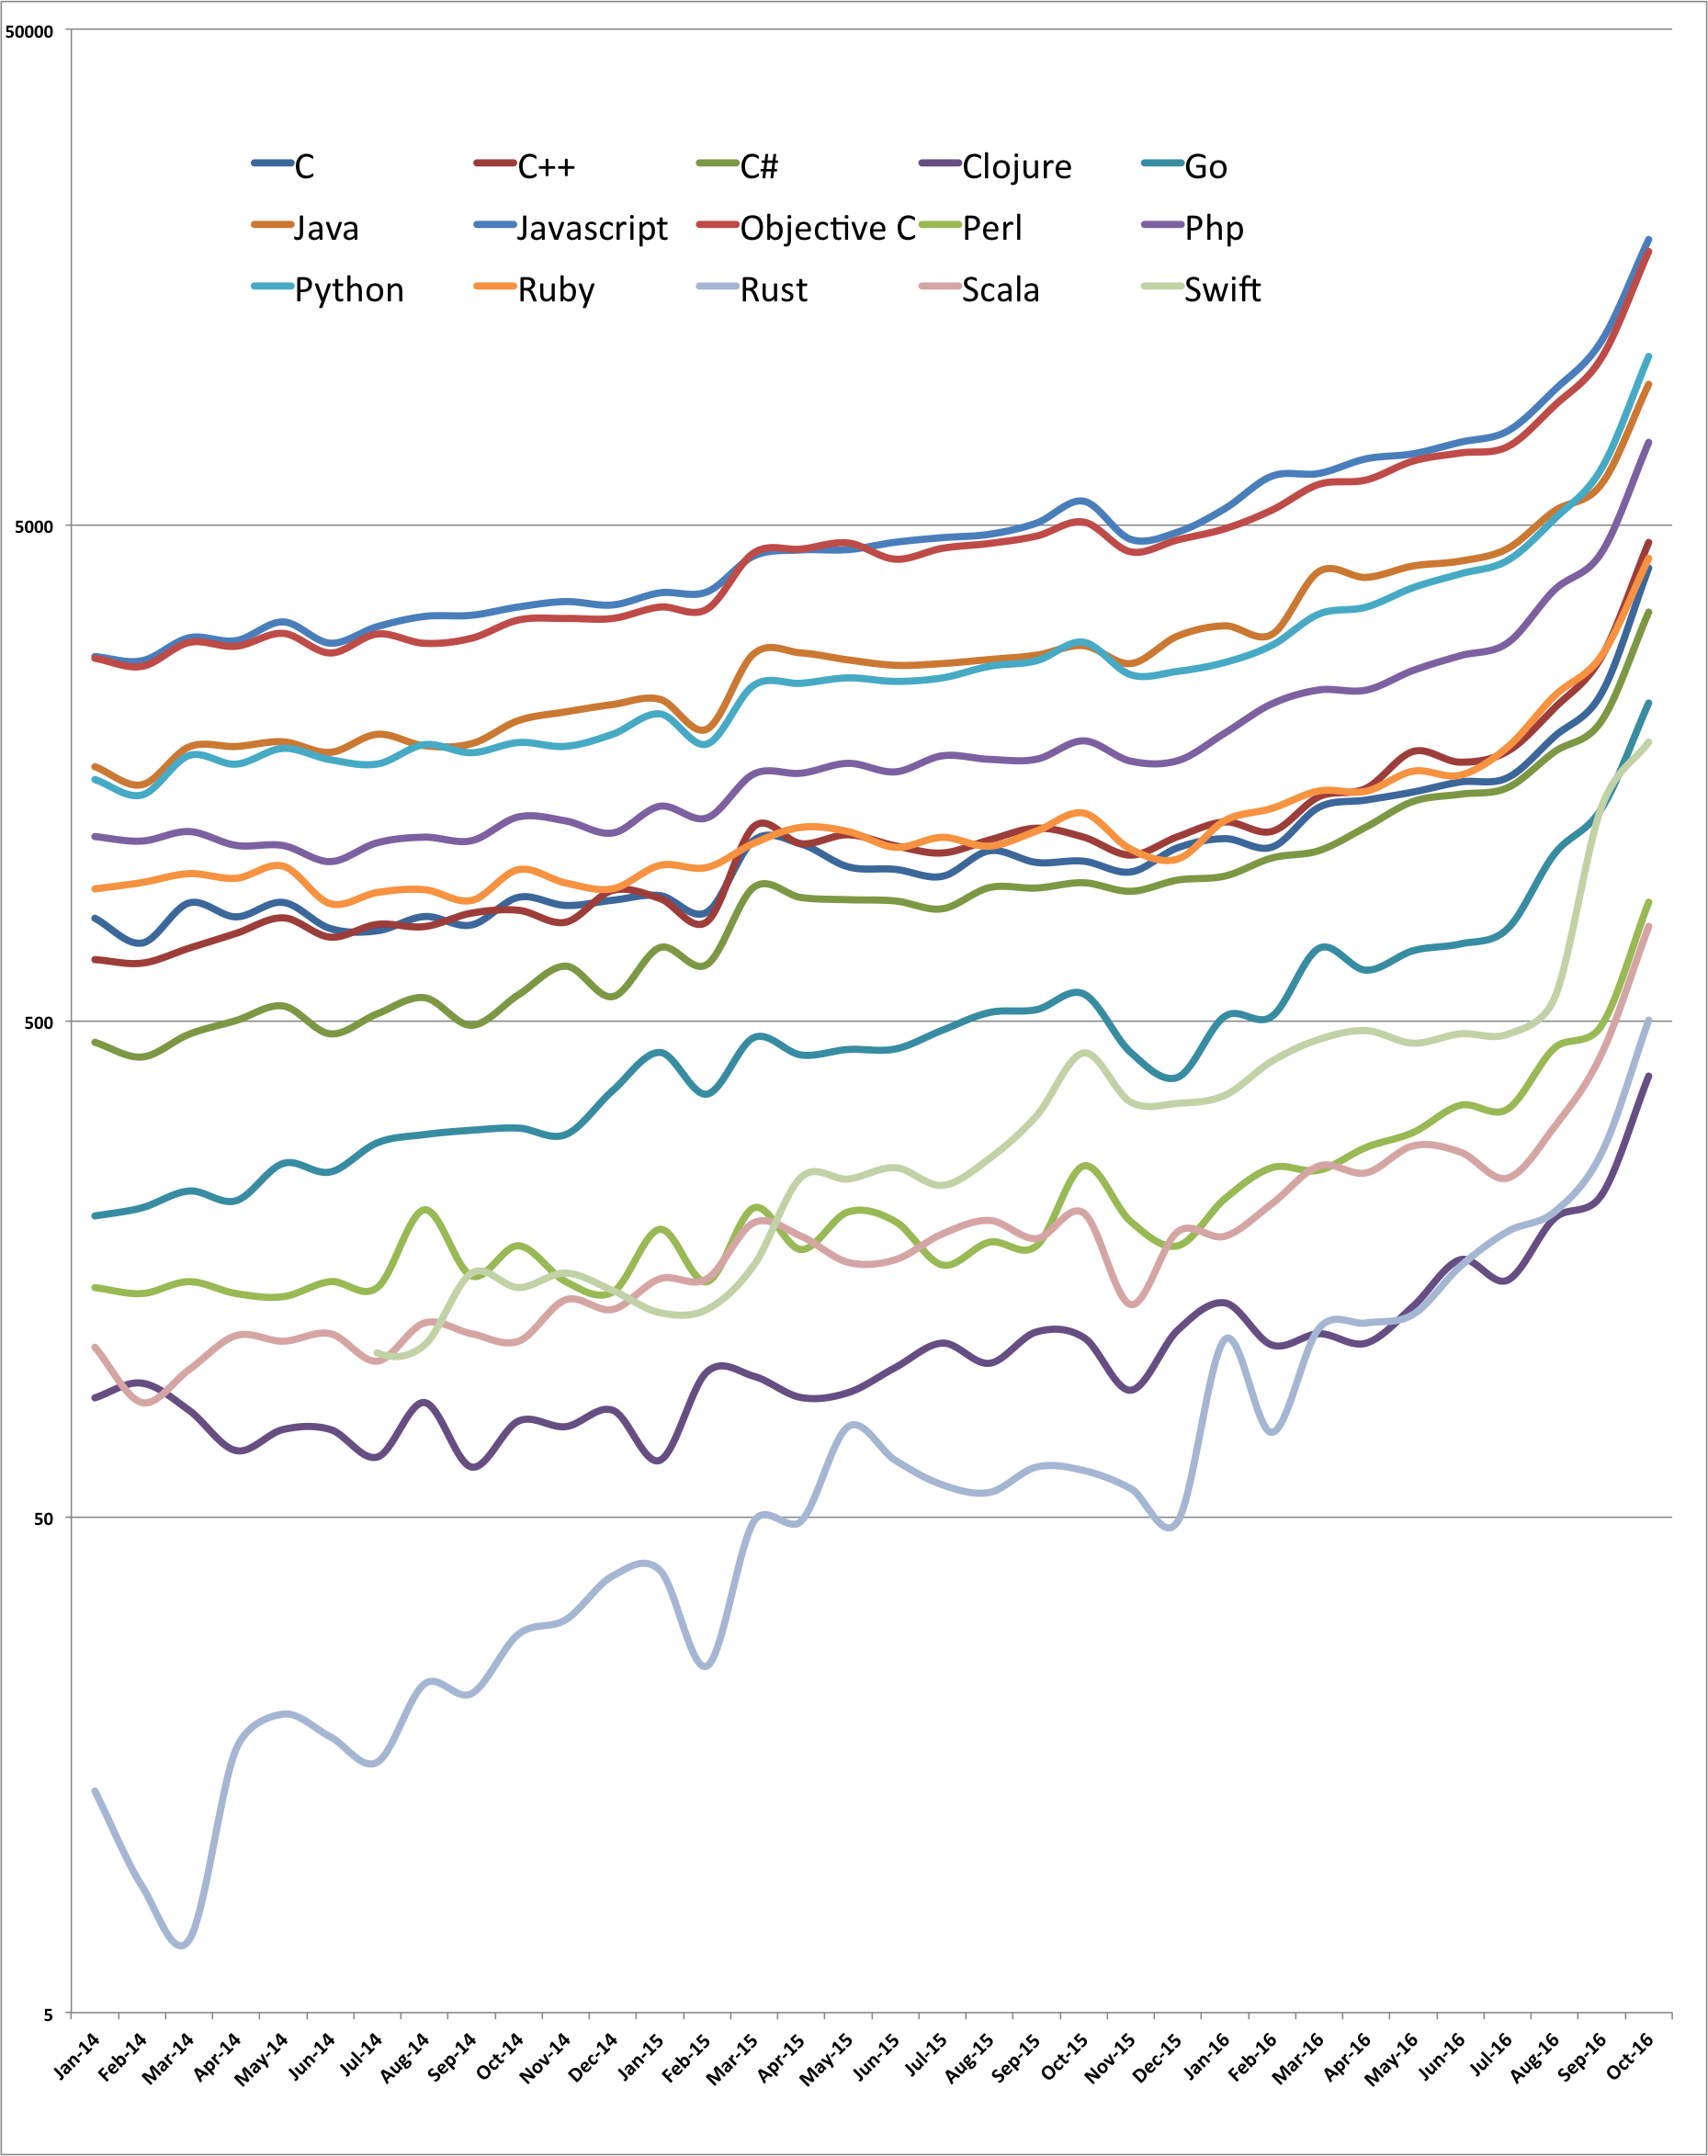 50000
C C++ C# Clojure Go
Java Javascript Objective C Perl Php
Python Ruby Rust Scala Swift
5000
500
50
5
Jan-14 Feb-14 Mar-14 Apr-14 May-14 Jun-14 Jul-14 Aug-14 Sep-14 Oct-14 Nov-14 Dec-14 Jan-15 Feb-15 Mar-15 Apr-15 May-15 Jun-15 Jul-15 Aug-15 Sep-15 Oct-15 Nov-15 Dec-15 Jan-16 Feb-16 Mar-16 Apr-16 May-16 Jun-16 Jul-16 Aug-16 Sep-16 Oct-16